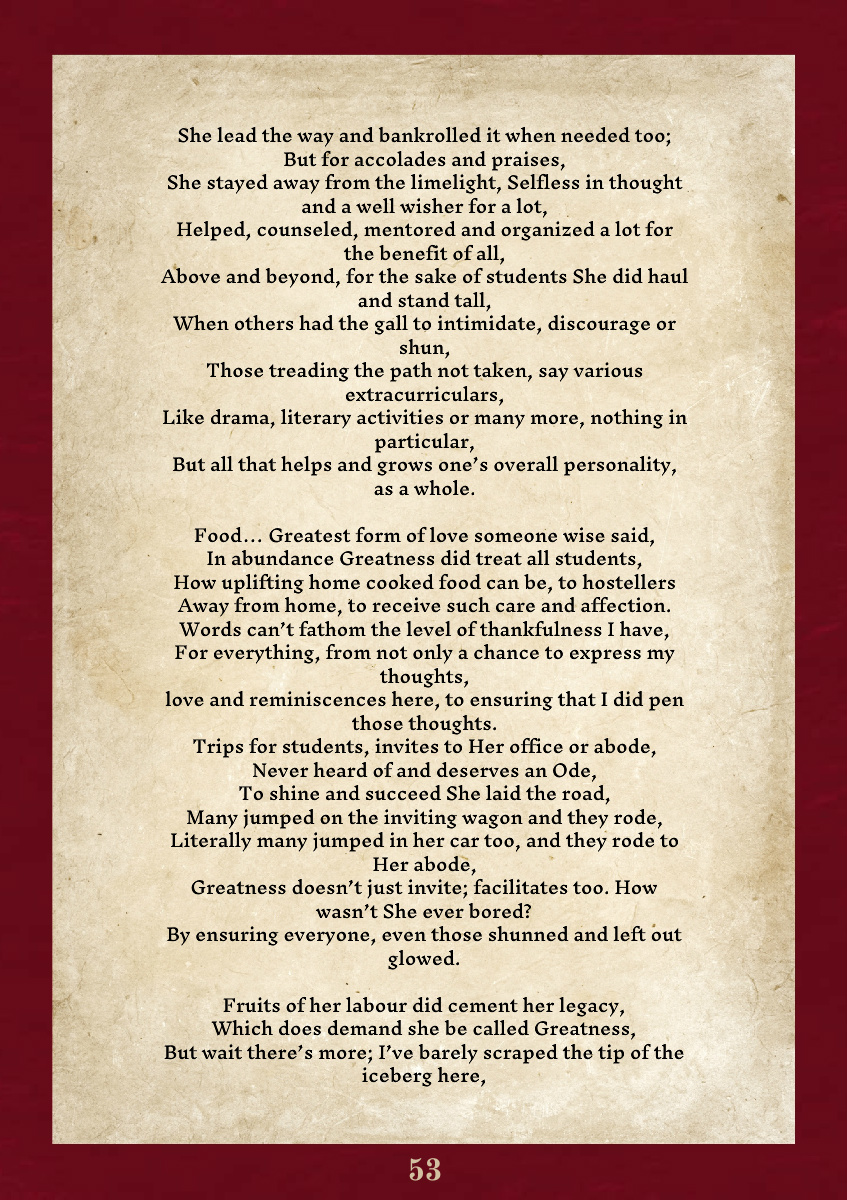 She lead the way and bankrolled it when needed too;
But for accolades and praises,
She stayed away from the limelight, Selfless in thought
and a well wisher for a lot,
Helped, counseled, mentored and organized a lot for
the benefit of all,
Above and beyond, for the sake of students She did haul
and stand tall,
When others had the gall to intimidate, discourage or
shun,
Those treading the path not taken, say various
extracurriculars,
Like drama, literary activities or many more, nothing in
particular,
But all that helps and grows one’s overall personality,
as a whole.

Food... Greatest form of love someone wise said,
In abundance Greatness did treat all students,
How uplifting home cooked food can be, to hostellers
Away from home, to receive such care and affection.
Words can’t fathom the level of thankfulness I have,
For everything, from not only a chance to express my
thoughts,
love and reminiscences here, to ensuring that I did pen
those thoughts.
Trips for students, invites to Her office or abode,
Never heard of and deserves an Ode,
To shine and succeed She laid the road,
Many jumped on the inviting wagon and they rode,
Literally many jumped in her car too, and they rode to
Her abode,
Greatness doesn’t just invite; facilitates too. How
wasn’t She ever bored?
By ensuring everyone, even those shunned and left out
glowed.

Fruits of her labour did cement her legacy,
Which does demand she be called Greatness,
But wait there’s more; I’ve barely scraped the tip of the
iceberg here,
53